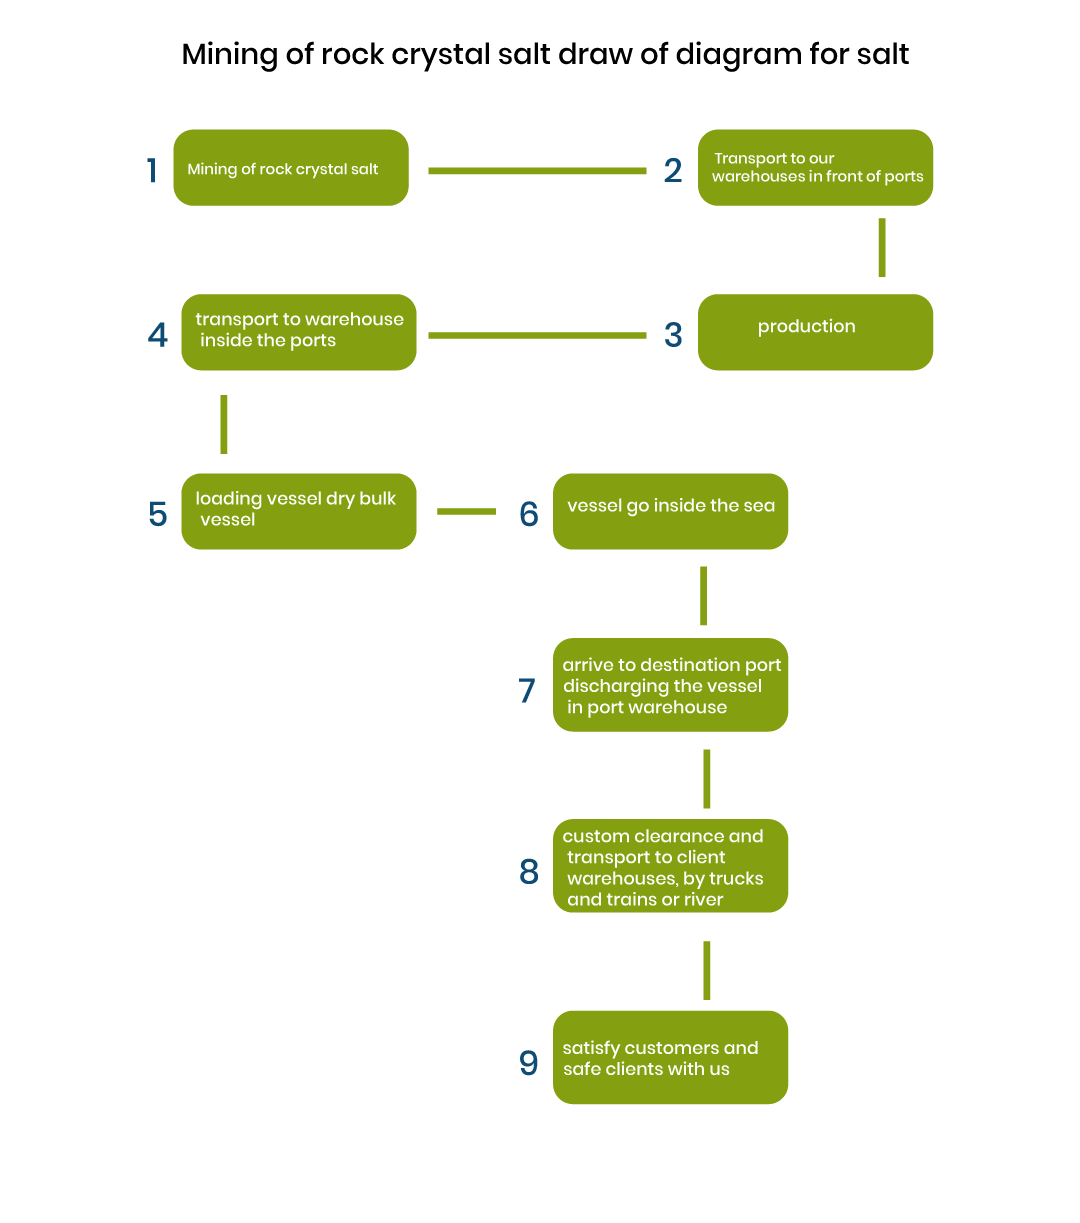 Mining of rock crystal salt draw of diagram for salt
1
Mining of rock crystal salt
2
Transport to our
warehouses in front of ports
3
production
4
transport to warehouse
inside the ports
5
loading vessel dry bulk
vessel
6
vessel go inside the sea
7
arrive to destination port
discharging the vessel
in port warehouse
8
custom clearance and
transport to client
warehouses, by trucks
and trains or river
9
satisfy customers and
safe clients with us